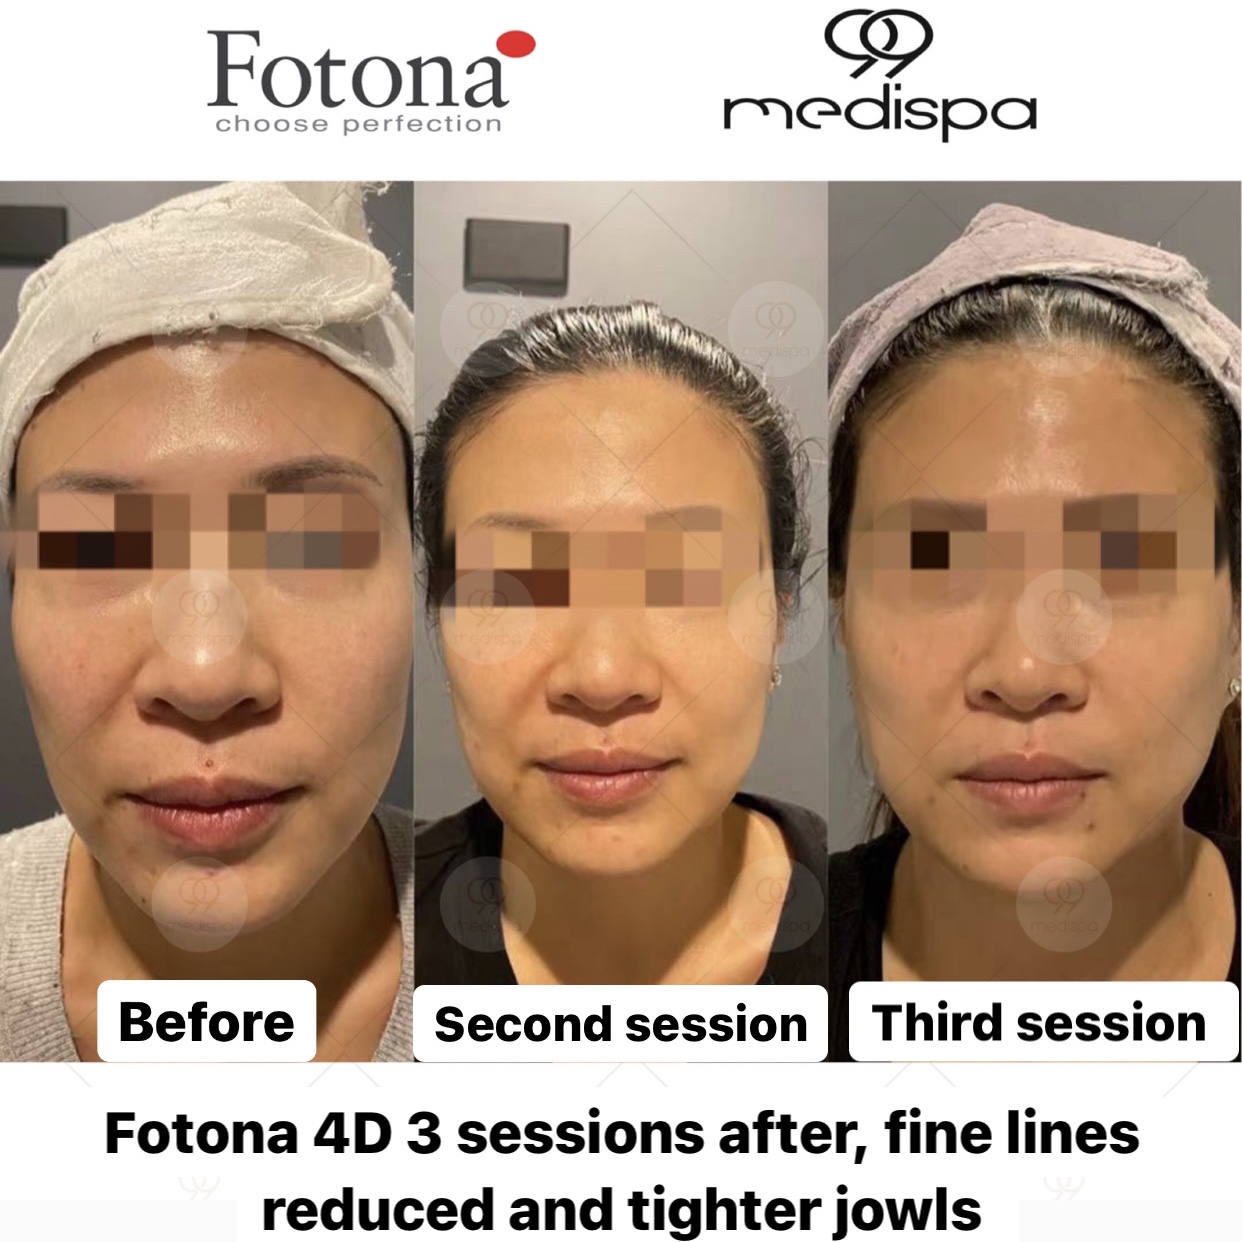 Fotona
choose perfection
99
medispa
Before
Second session
Third session
Fotona 4D 3 sessions after, fine lines
reduced and tighter jowls